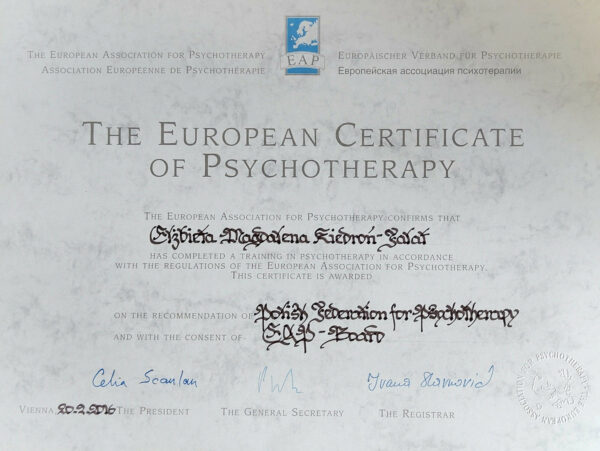 EAP
THE EUROPEAN ASSOCIATION FOR PSYCHOTHERAPY
ASSOCIATION EUROPÉENNE DE PSYCHOTHÉRAPIE
EUROPÄISCHER VERBAND FÜR PSYCHOTHERAPIE
Европейская ассоциация психотерапии
THE EUROPEAN CERTIFICATE
OF PSYCHOTHERAPY
THE EUROPEAN ASSOCIATION FOR PSYCHOTHERAPY CONFIRMS THAT
Elżbieta Magdalena
HAS COMPLETED A TRAINING IN PSYCHOTHERAPY IN ACCORDANCE
WITH THE REGULATIONS OF THE EUROPEAN ASSOCIATION FOR PSYCHOTHERAPY.
THIS CERTIFICATE IS AWARDED
ON THE RECOMMENDATION OF Polish Federation for Psychotherapy
AND WITH THE CONSENT OF EAP - Board
Celia Scanlan
Ivana Slavković
VIENNA, 20.2.2016 THE PRESIDENT
THE GENERAL SECRETARY
THE REGISTRAR